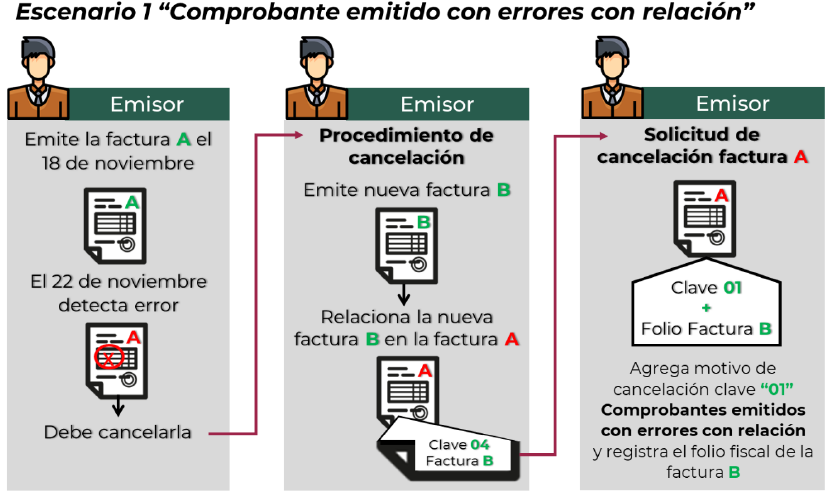 Escenario 1 “Comprobante emitido con errores con relación”
Emisor
Emite la factura A el
18 de noviembre
A
El 22 de noviembre
detecta error
A
X
Debe cancelarla
Emisor
Procedimiento de
cancelación
Emite nueva factura B
B
Relaciona la nueva
factura B en la factura A
A
Clave 04
Factura B
Emisor
Solicitud de
cancelación factura A
A
Clave 01
+
Folio Factura B
Agrega motivo de
cancelación clave “01”
Comprobantes emitidos
con errores con relación
y registra el folio fiscal de la
factura B